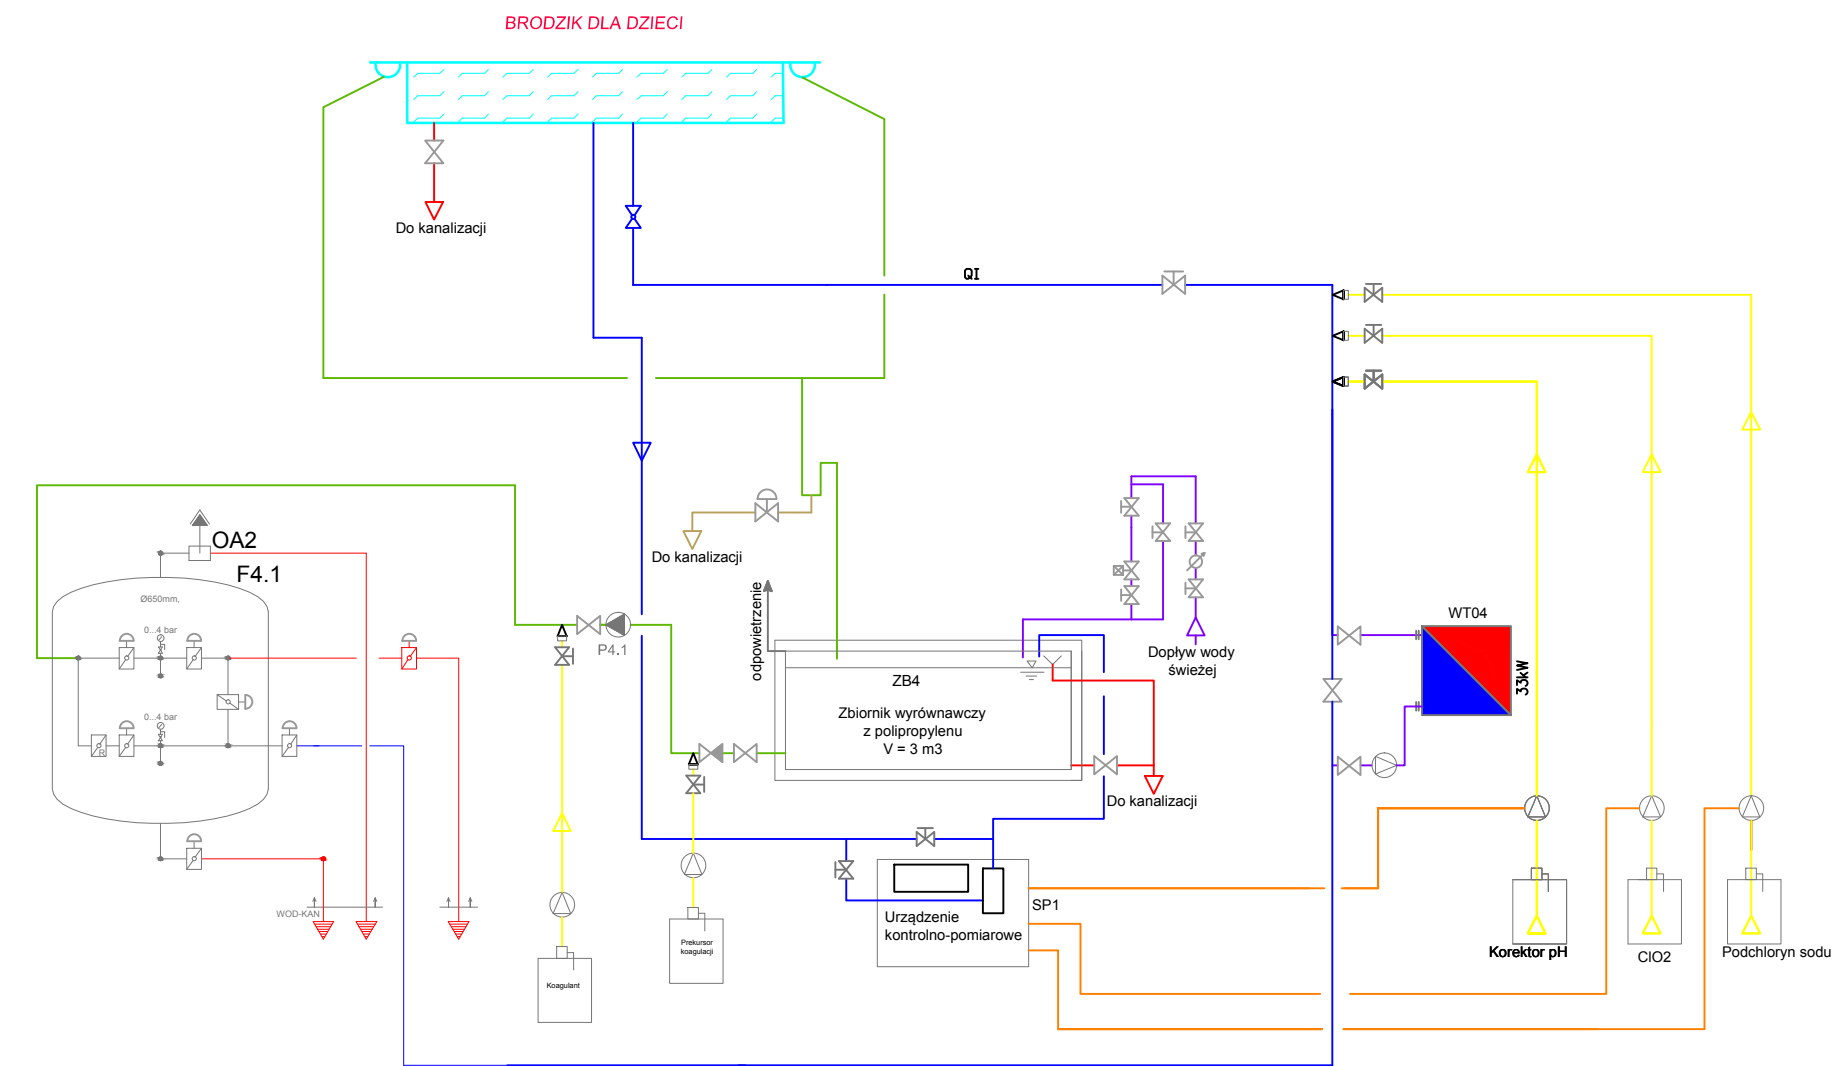 BRODZIK DLA DZIECI
Do kanalizacji
QI
OA2
F4.1
Ø650mm,
0...4 bar
0...4 bar
R
WOD-KAN
Do kanalizacji
P4.1
odpowietrzenie
ZB4
Zbiornik wyrównawczy
z polipropylenu
V = 3 m3
Dopływ wody
świeżej
Do kanalizacji
WT04
33kW
SP1
Urządzenie
kontrolno-pomiarowe
Prekursor
koagulacji
Koagulant
Korektor pH
ClO2
Podchloryn sodu